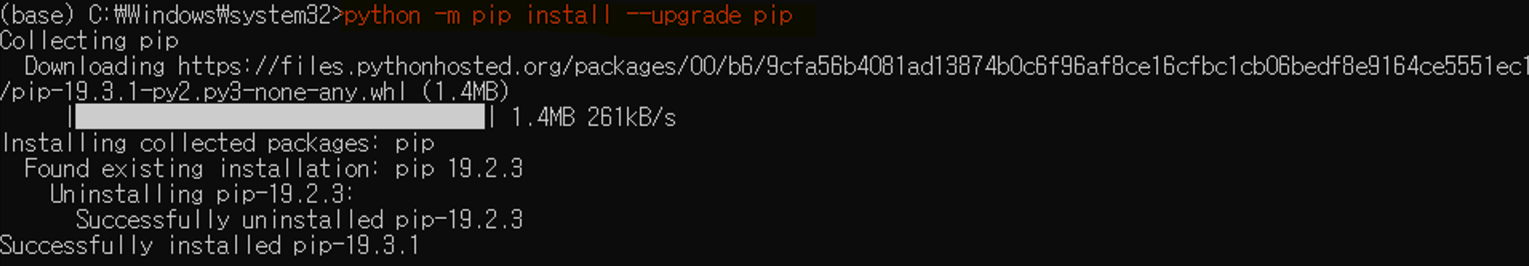 (base) C:₩Windows₩system32>python -m pip install --upgrade pip
Collecting pip
Downloading https://files.pythonhosted.org/packages/00/b6/9cfa56b4081ad13874b0c6f96af8ce16cfbc1cb06bedf8e9164ce5551ec1
/pip-19.3.1-py2.py3-none-any.whl (1.4MB)
| | 1.4MB 261kB/s
Installing collected packages: pip
Found existing installation: pip 19.2.3
Uninstalling pip-19.2.3:
Successfully uninstalled pip-19.2.3
Successfully installed pip-19.3.1